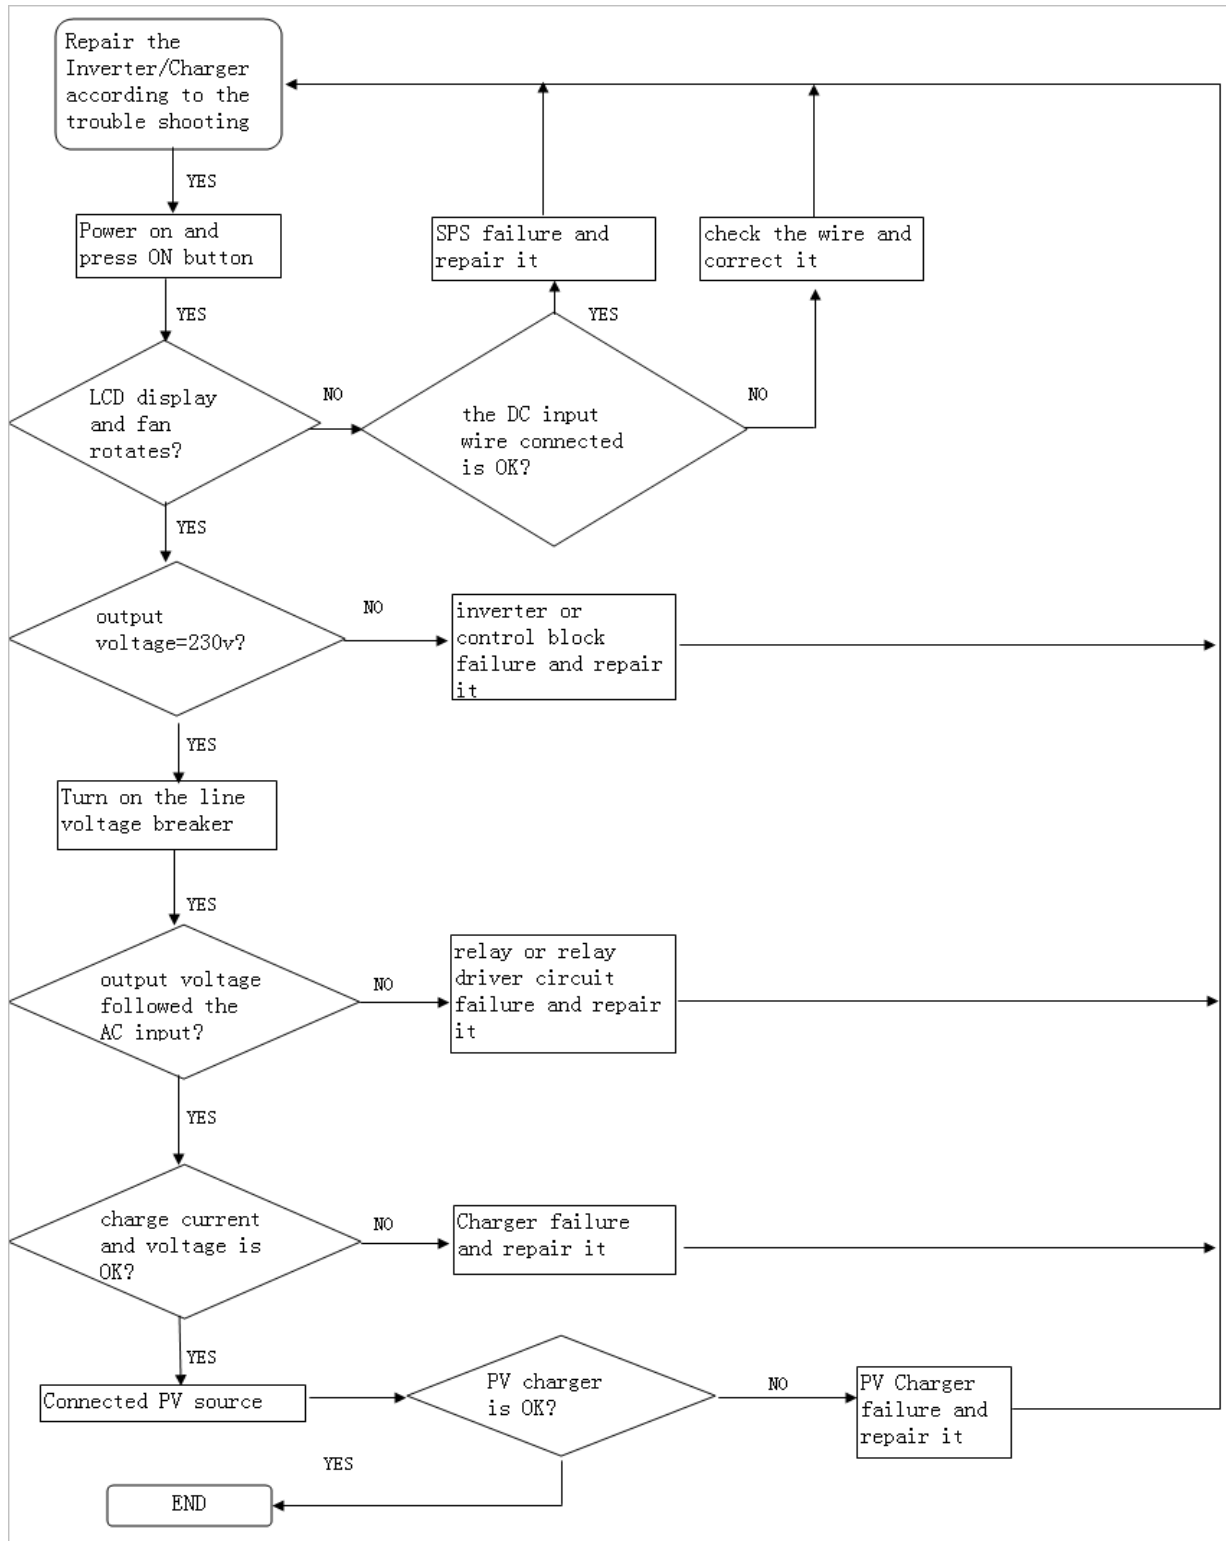 Repair the
Inverter/Charger
according to the
trouble shooting
YES
Power on and
press ON button
SPS failure and
repair it
check the wire and
correct it
YES
YES
LCD display
and fan
rotates?
NO
the DC input
wire connected
is OK?
NO
YES
output
voltage=230v?
NO
inverter or
control block
failure and repair
it
YES
Turn on the line
voltage breaker
YES
output voltage
followed the
AC input?
NO
relay or relay
driver circuit
failure and repair
it
YES
charge current
and voltage is
OK?
NO
Charger failure
and repair it
YES
Connected PV source
PV charger
is OK?
NO
PV Charger
failure and
repair it
YES
END